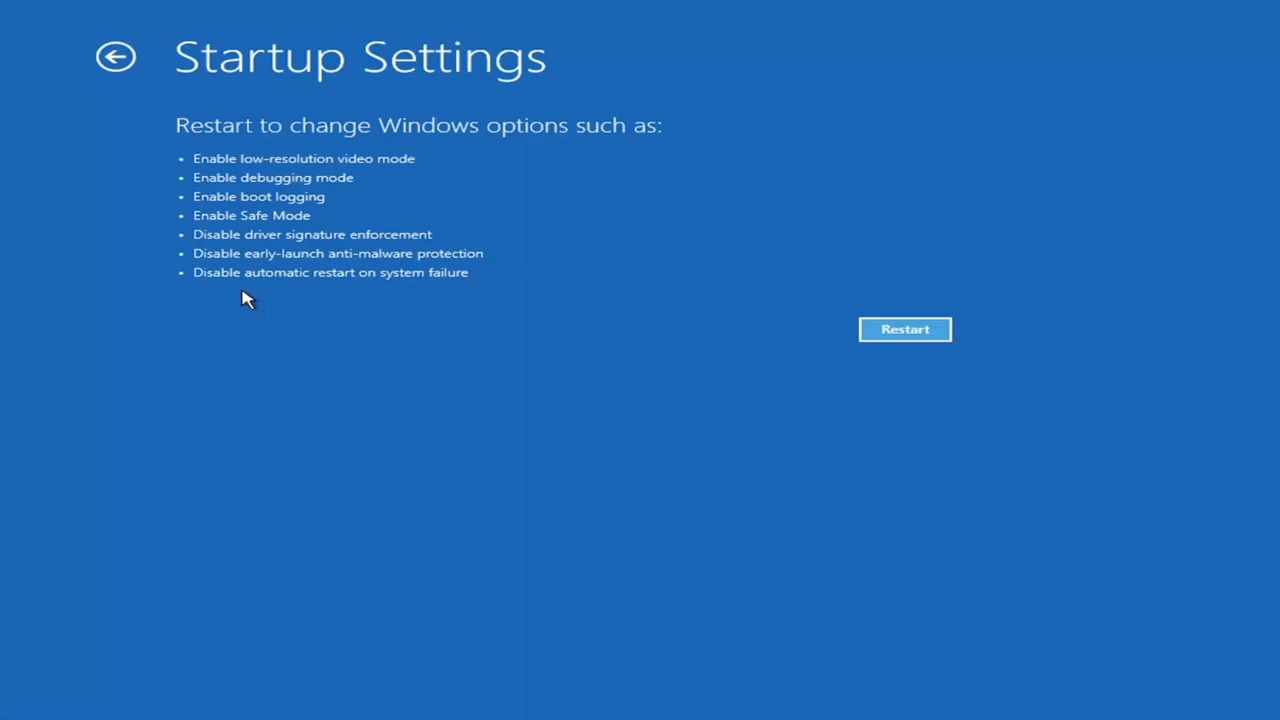 Startup Settings
Restart to change Windows options such as:
• Enable low-resolution video mode
• Enable debugging mode
• Enable boot logging
• Enable Safe Mode
• Disable driver signature enforcement
• Disable early-launch anti-malware protection
• Disable automatic restart on system failure
Restart